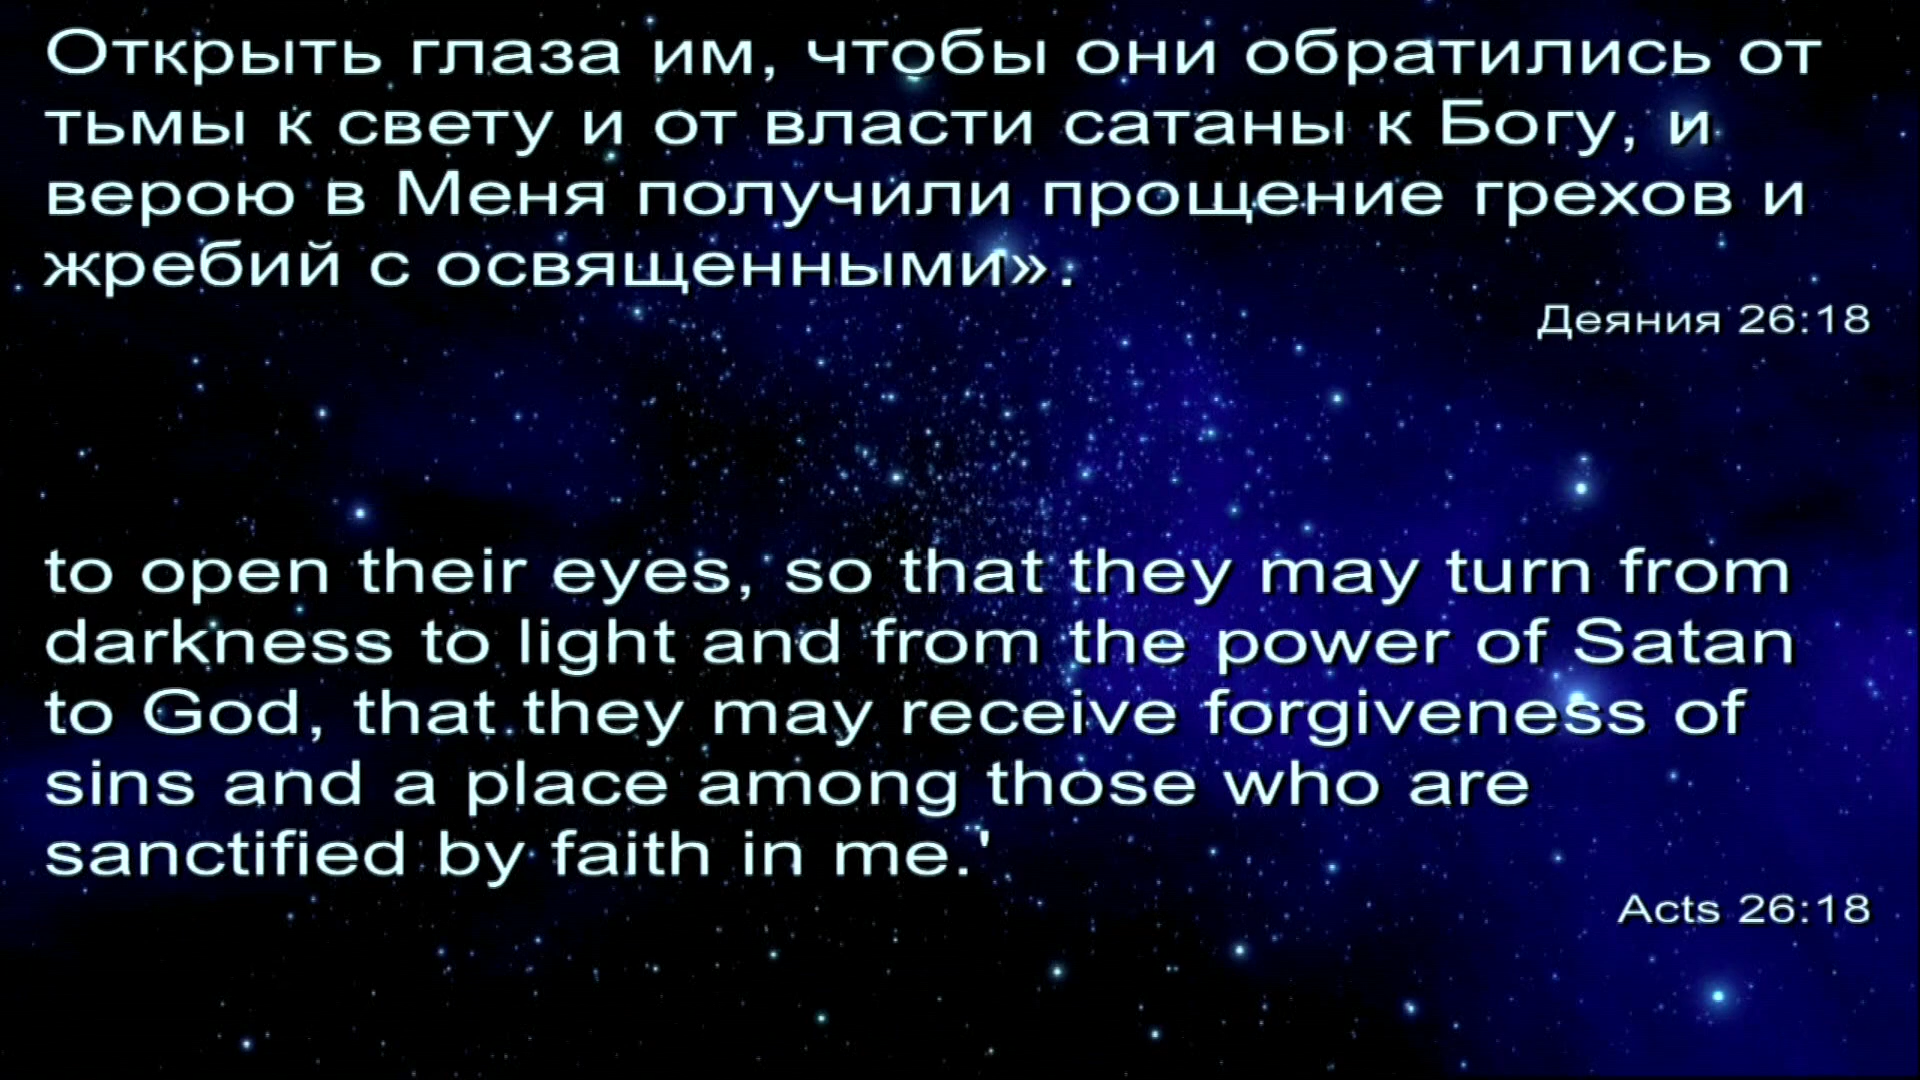 Открыть глаза им, чтобы они обратились от
тьмы к свету и от власти сатаны к Богу, и
верою в Меня получили прощение грехов и
жребий с освященными».
Деяния 26:18
to open their eyes, so that they may turn from
darkness to light and from the power of Satan
to God, that they may receive forgiveness of
sins and a place among those who are
sanctified by faith in me.'
Acts 26:18